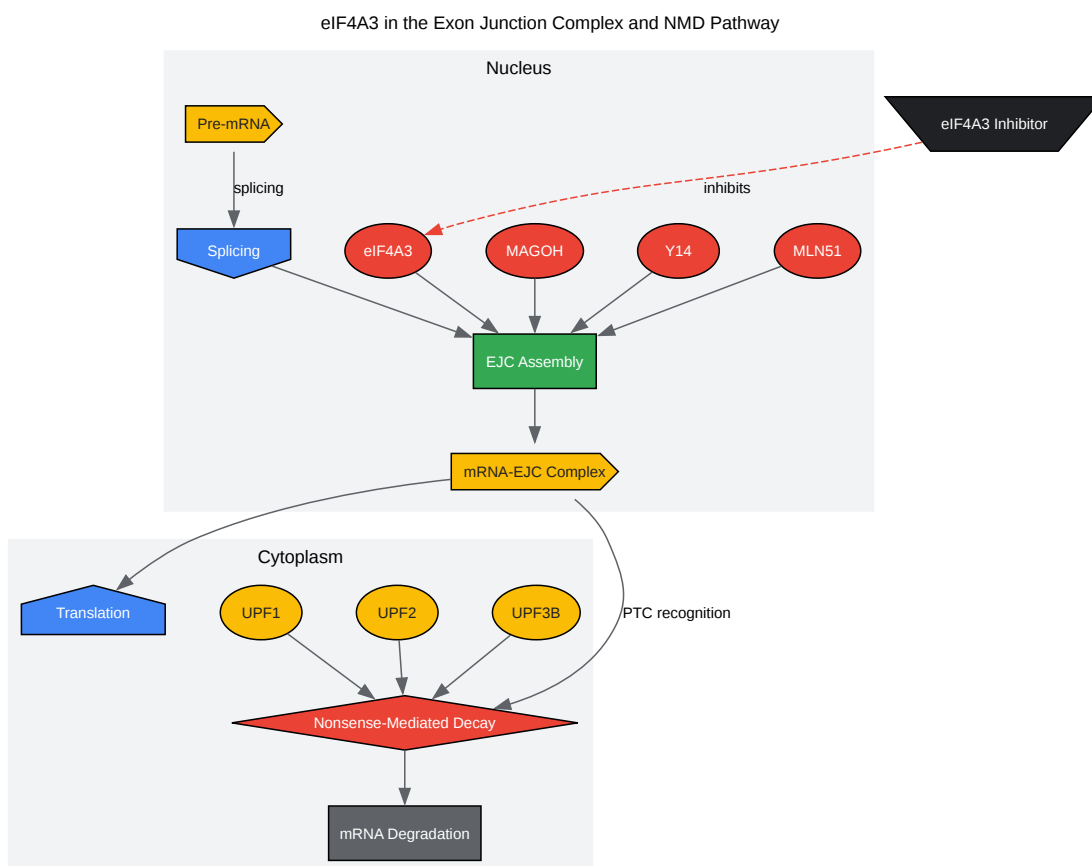 eIF4A3 in the Exon Junction Complex and NMD Pathway
Nucleus
Pre-mRNA
eIF4A3 Inhibitor
splicing
inhibits
Splicing
eIF4A3
MAGOH
Y14
MLN51
EJC Assembly
mRNA-EJC Complex
Cytoplasm
Translation
UPF1
UPF2
UPF3B
PTC recognition
Nonsense-Mediated Decay
mRNA Degradation